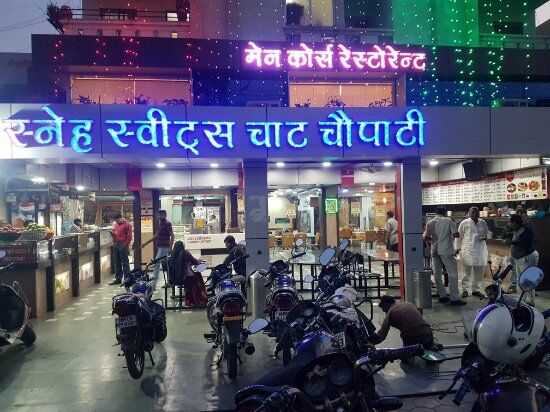 मेन कोर्स रेस्टोरेन्ट
स्नेह स्वीट्स चाट चौपाटी